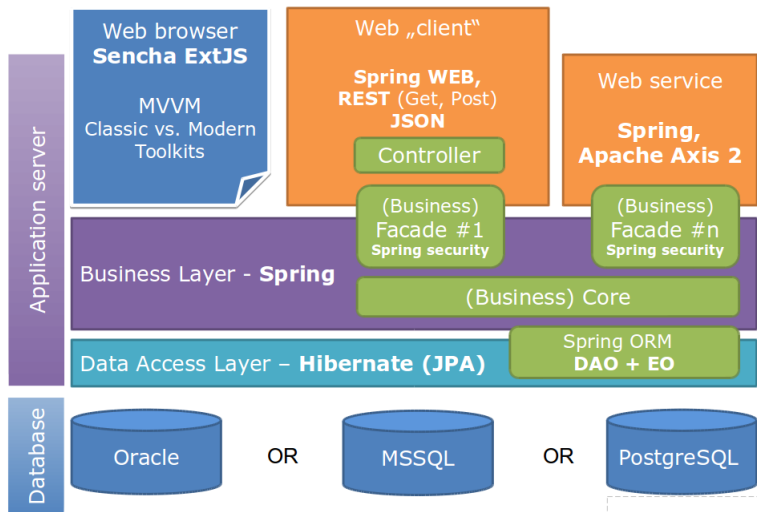 Web browser
Sencha ExtJS
MVVM
Classic vs. Modern
Toolkits
Web „client“
Spring WEB,
REST (Get, Post)
JSON
Controller
Web service
Spring,
Apache Axis 2
Application server
(Business)
Facade #1
Spring security
(Business)
Facade #n
Spring security
Business Layer - Spring
(Business) Core
Spring ORM
DAO + EO
Data Access Layer – Hibernate (JPA)
Database
Oracle
OR
MSSQL
OR
PostgreSQL